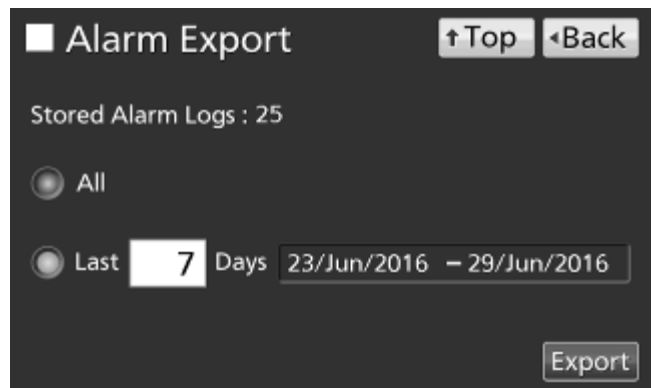 Alarm Export
↑Top ◂Back
Stored Alarm Logs : 25
All
Last 7 Days 23/Jun/2016 – 29/Jun/2016
Export